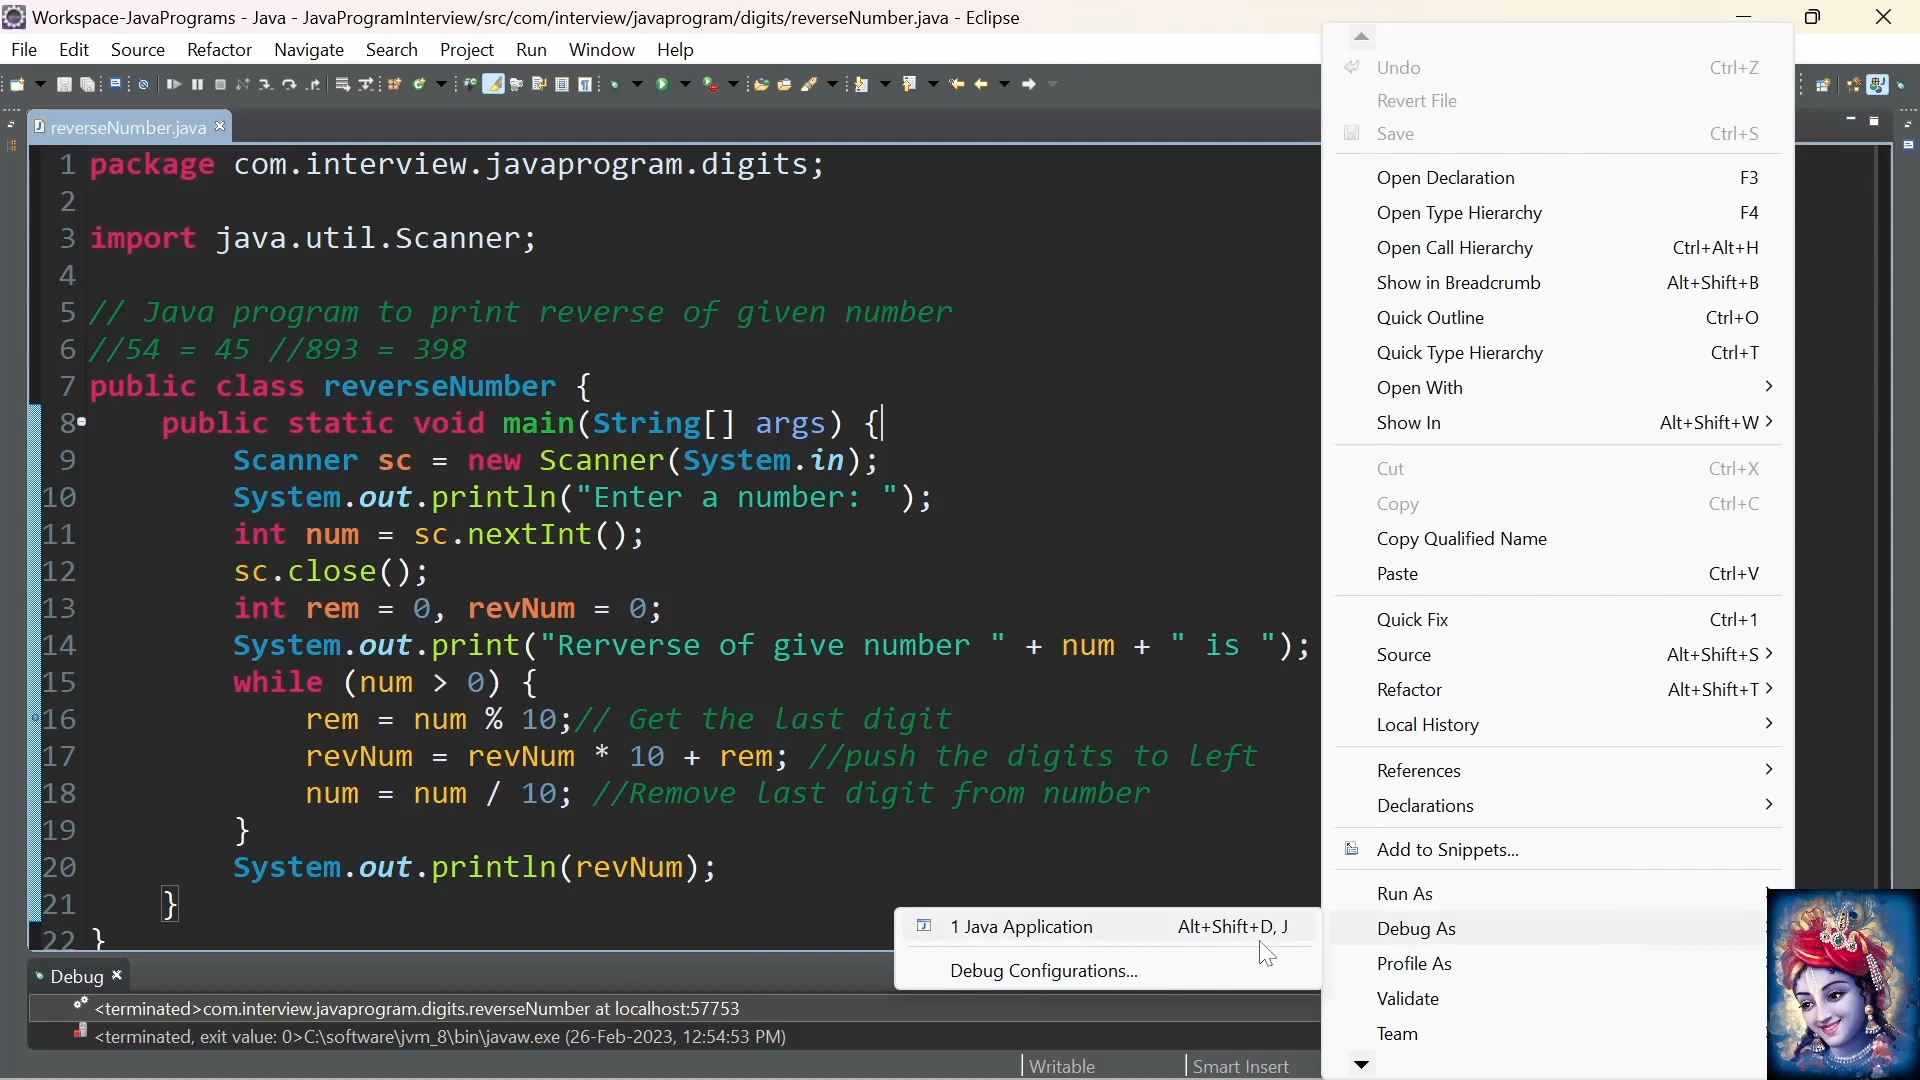 Workspace-JavaPrograms - Java - JavaProgramInterview/src/com/interview/javaprogram/digits/reverseNumber.java - Eclipse
File Edit Source Refactor Navigate Search Project Run Window Help
reverseNumber.java
1 package com.interview.javaprogram.digits;
2
3 import java.util.Scanner;
4
5 // Java program to print reverse of given number
6 //54 = 45 //893 = 398
7 public class reverseNumber {
8 public static void main(String[] args) {
9 Scanner sc = new Scanner(System.in);
10 System.out.println("Enter a number: ");
11 int num = sc.nextInt();
12 sc.close();
13 int rem = 0, revNum = 0;
14 System.out.print("Rerverse of give number " + num + " is ");
15 while (num > 0) {
16 rem = num % 10;// Get the last digit
17 revNum = revNum * 10 + rem; //push the digits to left
18 num = num / 10; //Remove last digit from number
19 }
20 System.out.println(revNum);
21 }
22 }
Debug
<terminated>com.interview.javaprogram.digits.reverseNumber at localhost:57753
<terminated, exit value: 0>C:\software\jvm_8\bin\javaw.exe (26-Feb-2023, 12:54:53 PM)
Writable Smart Insert
Undo Ctrl+Z
Revert File
Save Ctrl+S
Open Declaration F3
Open Type Hierarchy F4
Open Call Hierarchy Ctrl+Alt+H
Show in Breadcrumb Alt+Shift+B
Quick Outline Ctrl+O
Quick Type Hierarchy Ctrl+T
Open With
Show In Alt+Shift+W
Cut Ctrl+X
Copy Ctrl+C
Copy Qualified Name
Paste Ctrl+V
Quick Fix Ctrl+1
Source Alt+Shift+S
Refactor Alt+Shift+T
Local History
References
Declarations
Add to Snippets...
Run As
Debug As
Profile As
Validate
Team
1 Java Application Alt+Shift+D, J
Debug Configurations...